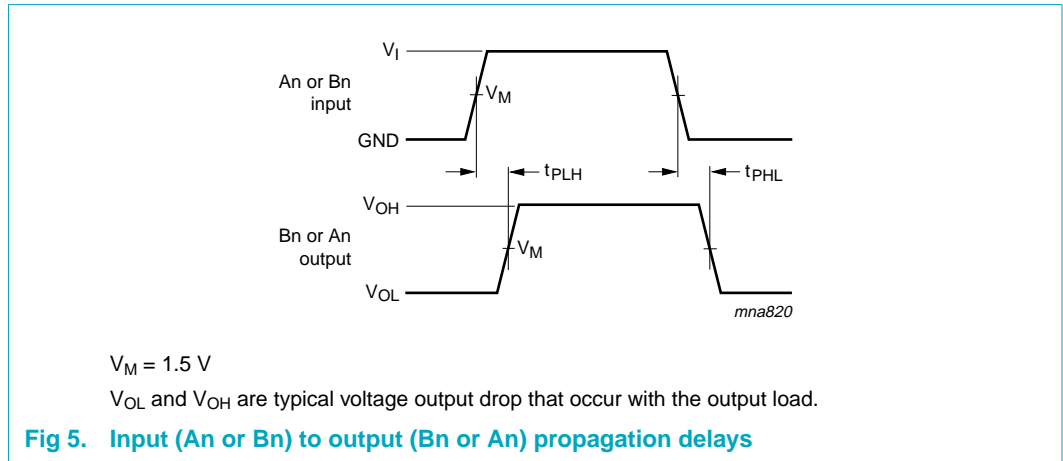 VI
An or Bn
input
VM
GND
tPLH
tPHL
VOH
Bn or An
output
VM
VOL
mna820
VM = 1.5 V
VOL and VOH are typical voltage output drop that occur with the output load.
Fig 5. Input (An or Bn) to output (Bn or An) propagation delays